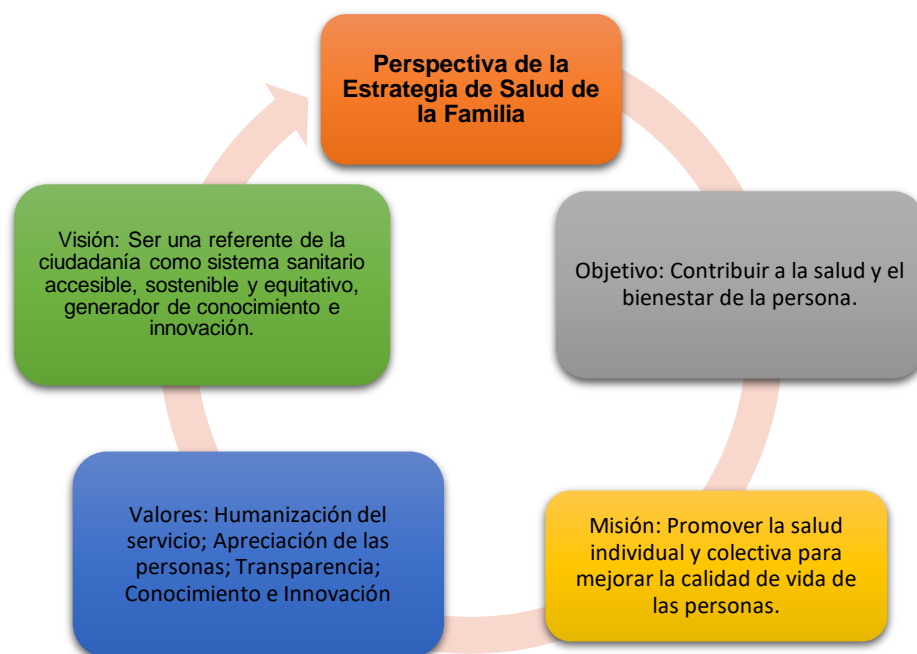 Perspectiva de la
Estrategia de Salud de
la Familia
Objetivo: Contribuir a la salud y el
bienestar de la persona.
Misión: Promover la salud
individual y colectiva para
mejorar la calidad de vida de
las personas.
Valores: Humanización del
servicio; Apreciación de las
personas; Transparencia;
Conocimiento e Innovación
Visión: Ser una referente de la
ciudadanía como sistema sanitario
accesible, sostenible y equitativo,
generador de conocimiento e
innovación.